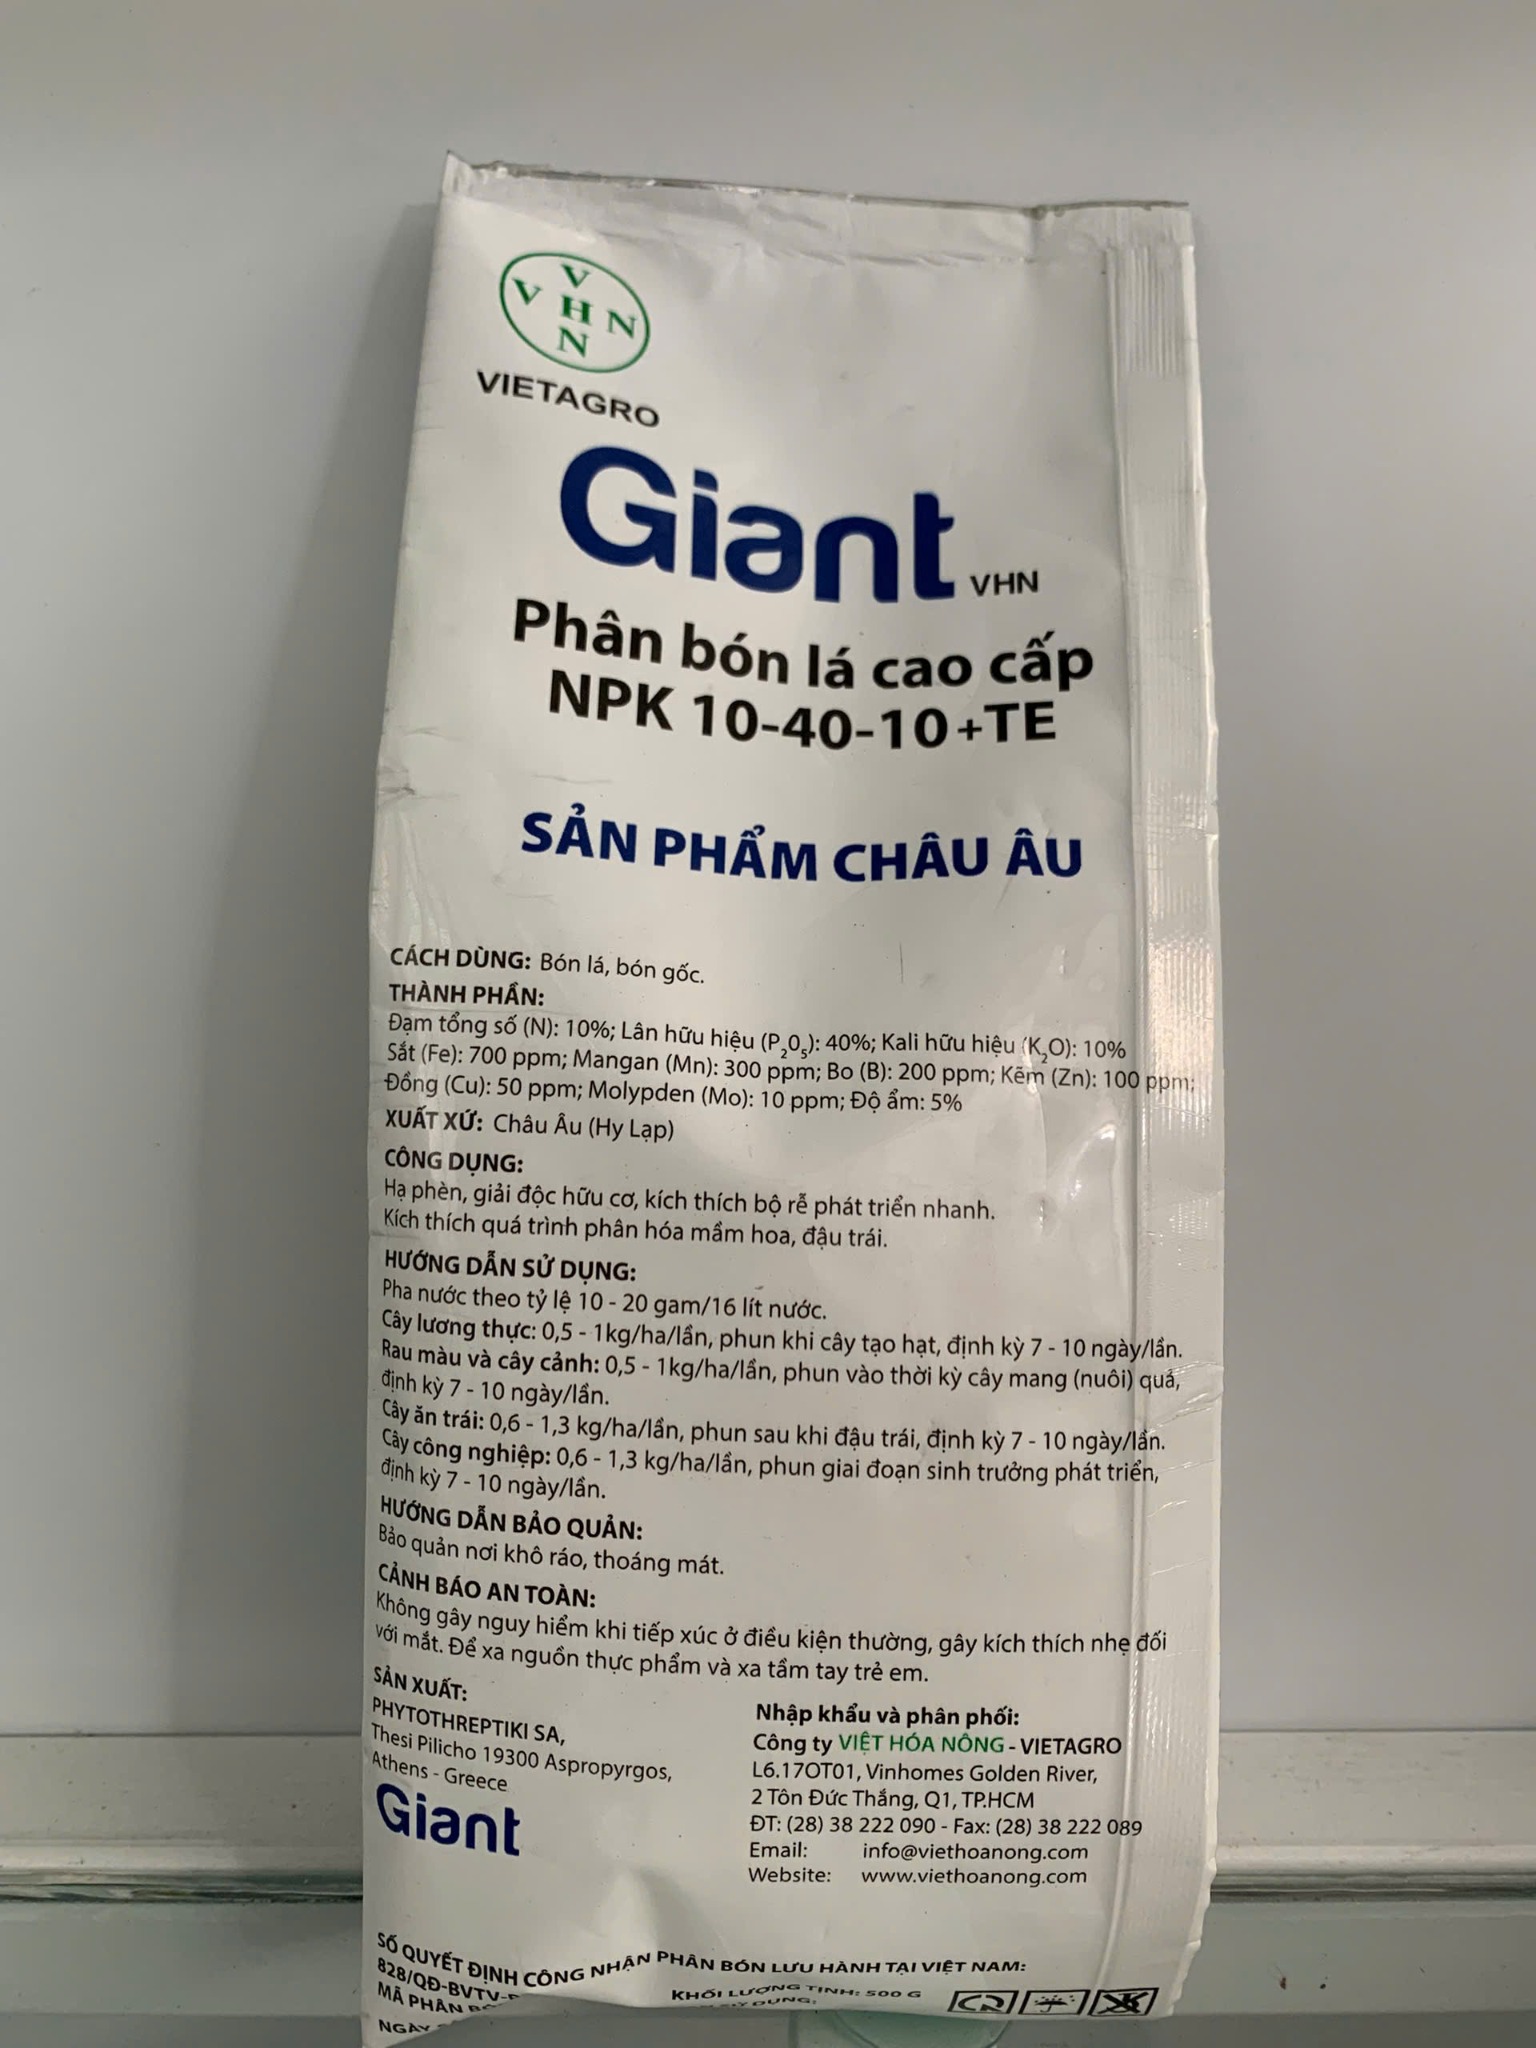 V
V H N
N
VIETAGRO
Giant VHN
Phân bón lá cao cấp
NPK 10-40-10+TE
SẢN PHẨM CHÂU ÂU
CÁCH DÙNG: Bón lá, bón gốc.
THÀNH PHẦN:
Đạm tổng số (N): 10%; Lân hữu hiệu (P₂0₅): 40%; Kali hữu hiệu (K₂O): 10%
Sắt (Fe): 700 ppm; Mangan (Mn): 300 ppm; Bo (B): 200 ppm; Kẽm (Zn): 100 ppm;
Đồng (Cu): 50 ppm; Molypden (Mo): 10 ppm; Độ ẩm: 5%
XUẤT XỨ: Châu Âu (Hy Lạp)
CÔNG DỤNG:
Hạ phèn, giải độc hữu cơ, kích thích bộ rễ phát triển nhanh.
Kích thích quá trình phân hóa mầm hoa, đậu trái.
HƯỚNG DẪN SỬ DỤNG:
Pha nước theo tỷ lệ 10 - 20 gam/16 lít nước.
Cây lương thực: 0,5 - 1kg/ha/lần, phun khi cây tạo hạt, định kỳ 7 - 10 ngày/lần.
Rau màu và cây cảnh: 0,5 - 1kg/ha/lần, phun vào thời kỳ cây mang (nuôi) quả,
định kỳ 7 - 10 ngày/lần.
Cây ăn trái: 0,6 - 1,3 kg/ha/lần, phun sau khi đậu trái, định kỳ 7 - 10 ngày/lần.
Cây công nghiệp: 0,6 - 1,3 kg/ha/lần, phun giai đoạn sinh trưởng phát triển,
định kỳ 7 - 10 ngày/lần.
HƯỚNG DẪN BẢO QUẢN:
Bảo quản nơi khô ráo, thoáng mát.
CẢNH BÁO AN TOÀN:
Không gây nguy hiểm khi tiếp xúc ở điều kiện thường, gây kích thích nhẹ đối
với mắt. Để xa nguồn thực phẩm và xa tầm tay trẻ em.
SẢN XUẤT:
PHYTOTHREPTIKI SA,
Thesi Pilicho 19300 Aspropyrgos,
Athens - Greece
Giant
Nhập khẩu và phân phối:
Công ty VIỆT HÓA NÔNG - VIETAGRO
L6.17OT01, Vinhomes Golden River,
2 Tôn Đức Thắng, Q1, TP.HCM
ĐT: (28) 38 222 090 - Fax: (28) 38 222 089
Email: info@viethoanong.com
Website: www.viethoanong.com
SỐ QUYẾT ĐỊNH CÔNG NHẬN PHÂN BÓN LƯU HÀNH TẠI VIỆT NAM:
828/QĐ-BVTV-
KHỐI LƯỢNG TỊNH: 500 G
MÃ PHÂN
DỤNG:
NGÀY